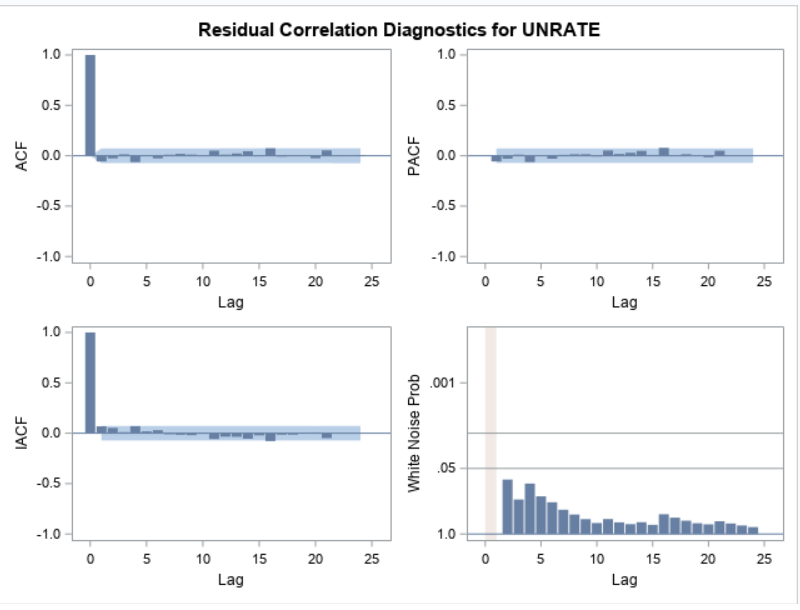 Residual Correlation Diagnostics for UNRATE
1.0
0.5
0.0
-0.5
-1.0
ACF
0 5 10 15 20 25
Lag
1.0
0.5
0.0
-0.5
-1.0
PACF
0 5 10 15 20 25
Lag
1.0
0.5
0.0
-0.5
-1.0
IACF
0 5 10 15 20 25
Lag
.001
.05
1.0
White Noise Prob
0 5 10 15 20 25
Lag